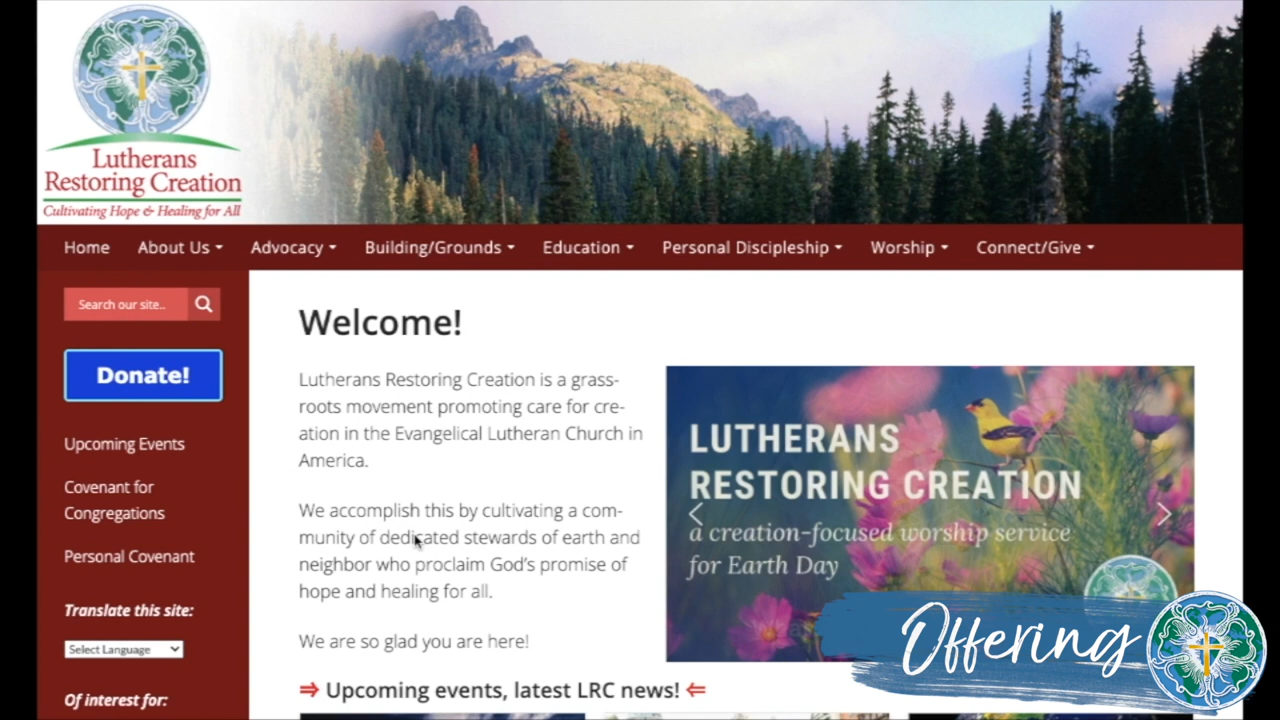 Lutherans
Restoring Creation
Cultivating Hope & Healing for All
Home About Us Advocacy Building/Grounds Education Personal Discipleship Worship Connect/Give
Search our site..
Donate!
Upcoming Events
Covenant for
Congregations
Personal Covenant
Translate this site:
Select Language
Of interest for:
Welcome!
Lutherans Restoring Creation is a grass-
roots movement promoting care for cre-
ation in the Evangelical Lutheran Church in
America.
We accomplish this by cultivating a com-
munity of dedicated stewards of earth and
neighbor who proclaim God's promise of
hope and healing for all.
We are so glad you are here!
⇒ Upcoming events, latest LRC news! ⇐
LUTHERANS
RESTORING CREATION
a creation-focused worship service
for Earth Day
Offering